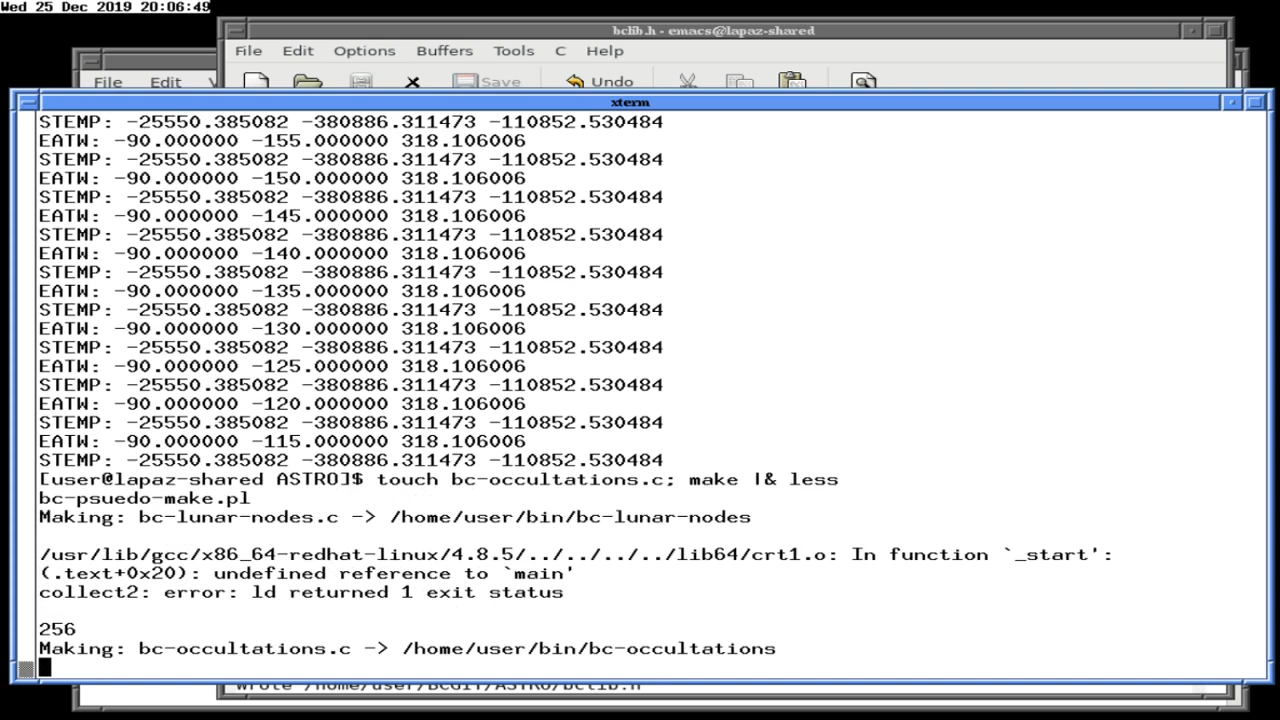 Wed 25 Dec 2019 20:06:49
bclib.h - emacs@lapaz-shared
File Edit Options Buffers Tools C Help
File Edit V
Save Undo
xterm
STEMP: -25550.385082 -380886.311473 -110852.530484
EATW: -90.000000 -155.000000 318.106006
STEMP: -25550.385082 -380886.311473 -110852.530484
EATW: -90.000000 -150.000000 318.106006
STEMP: -25550.385082 -380886.311473 -110852.530484
EATW: -90.000000 -145.000000 318.106006
STEMP: -25550.385082 -380886.311473 -110852.530484
EATW: -90.000000 -140.000000 318.106006
STEMP: -25550.385082 -380886.311473 -110852.530484
EATW: -90.000000 -135.000000 318.106006
STEMP: -25550.385082 -380886.311473 -110852.530484
EATW: -90.000000 -130.000000 318.106006
STEMP: -25550.385082 -380886.311473 -110852.530484
EATW: -90.000000 -125.000000 318.106006
STEMP: -25550.385082 -380886.311473 -110852.530484
EATW: -90.000000 -120.000000 318.106006
STEMP: -25550.385082 -380886.311473 -110852.530484
EATW: -90.000000 -115.000000 318.106006
STEMP: -25550.385082 -380886.311473 -110852.530484
[user@lapaz-shared ASTRO]$ touch bc-occultations.c; make |& less
bc-psuedo-make.pl
Making: bc-lunar-nodes.c -> /home/user/bin/bc-lunar-nodes
/usr/lib/gcc/x86_64-redhat-linux/4.8.5/../../../../lib64/crt1.o: In function `_start':
(.text+0x20): undefined reference to `main'
collect2: error: ld returned 1 exit status
256
Making: bc-occultations.c -> /home/user/bin/bc-occultations
Wrote /home/user/BCGIT/ASTRO/bclib.h